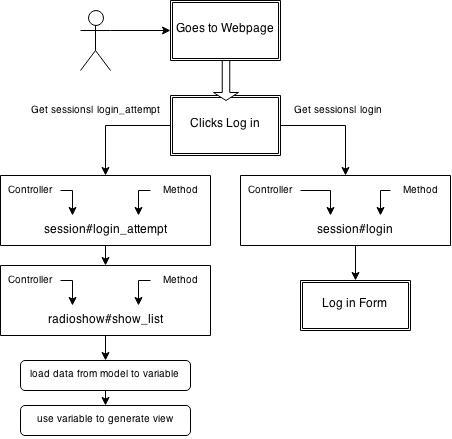 Goes to Webpage
Get sessions| login_attempt
Get sessions| login
Clicks Log in
Controller
Method
session#login_attempt
Controller
Method
session#login
Controller
Method
radioshow#show_list
Log in Form
load data from model to variable
use variable to generate view